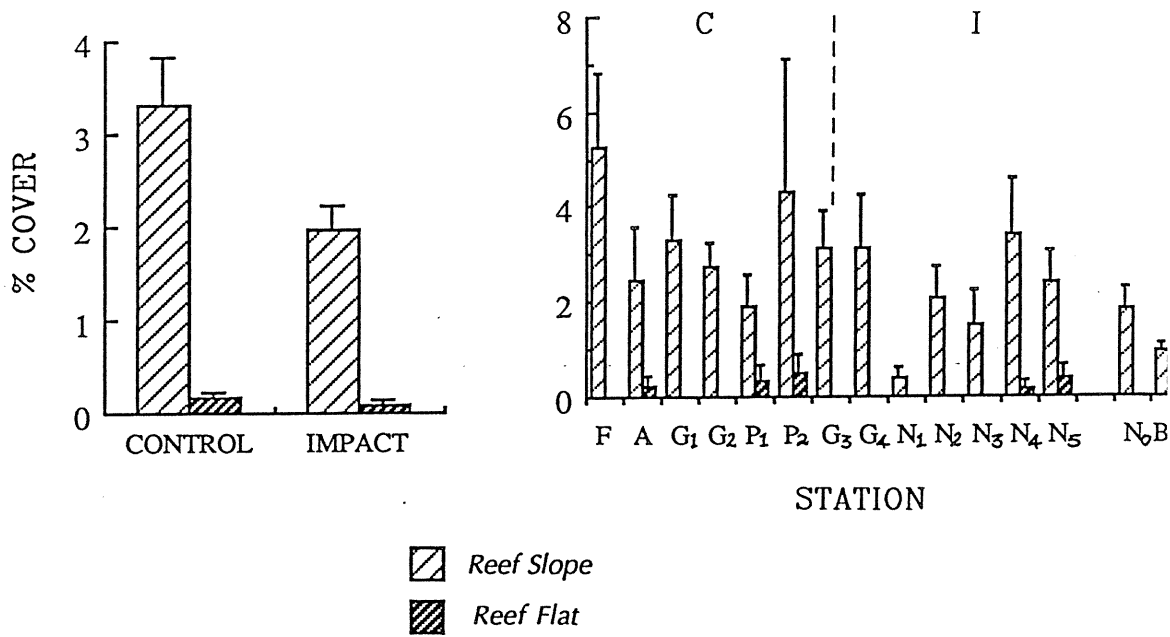 % COVER
4
3
2
1
0
CONTROL IMPACT
8
6
4
2
0
C I
F A G1 G2 P1 P2 G3 G4 N1 N2 N3 N4 N5 N0 B
STATION
Reef Slope
Reef Flat